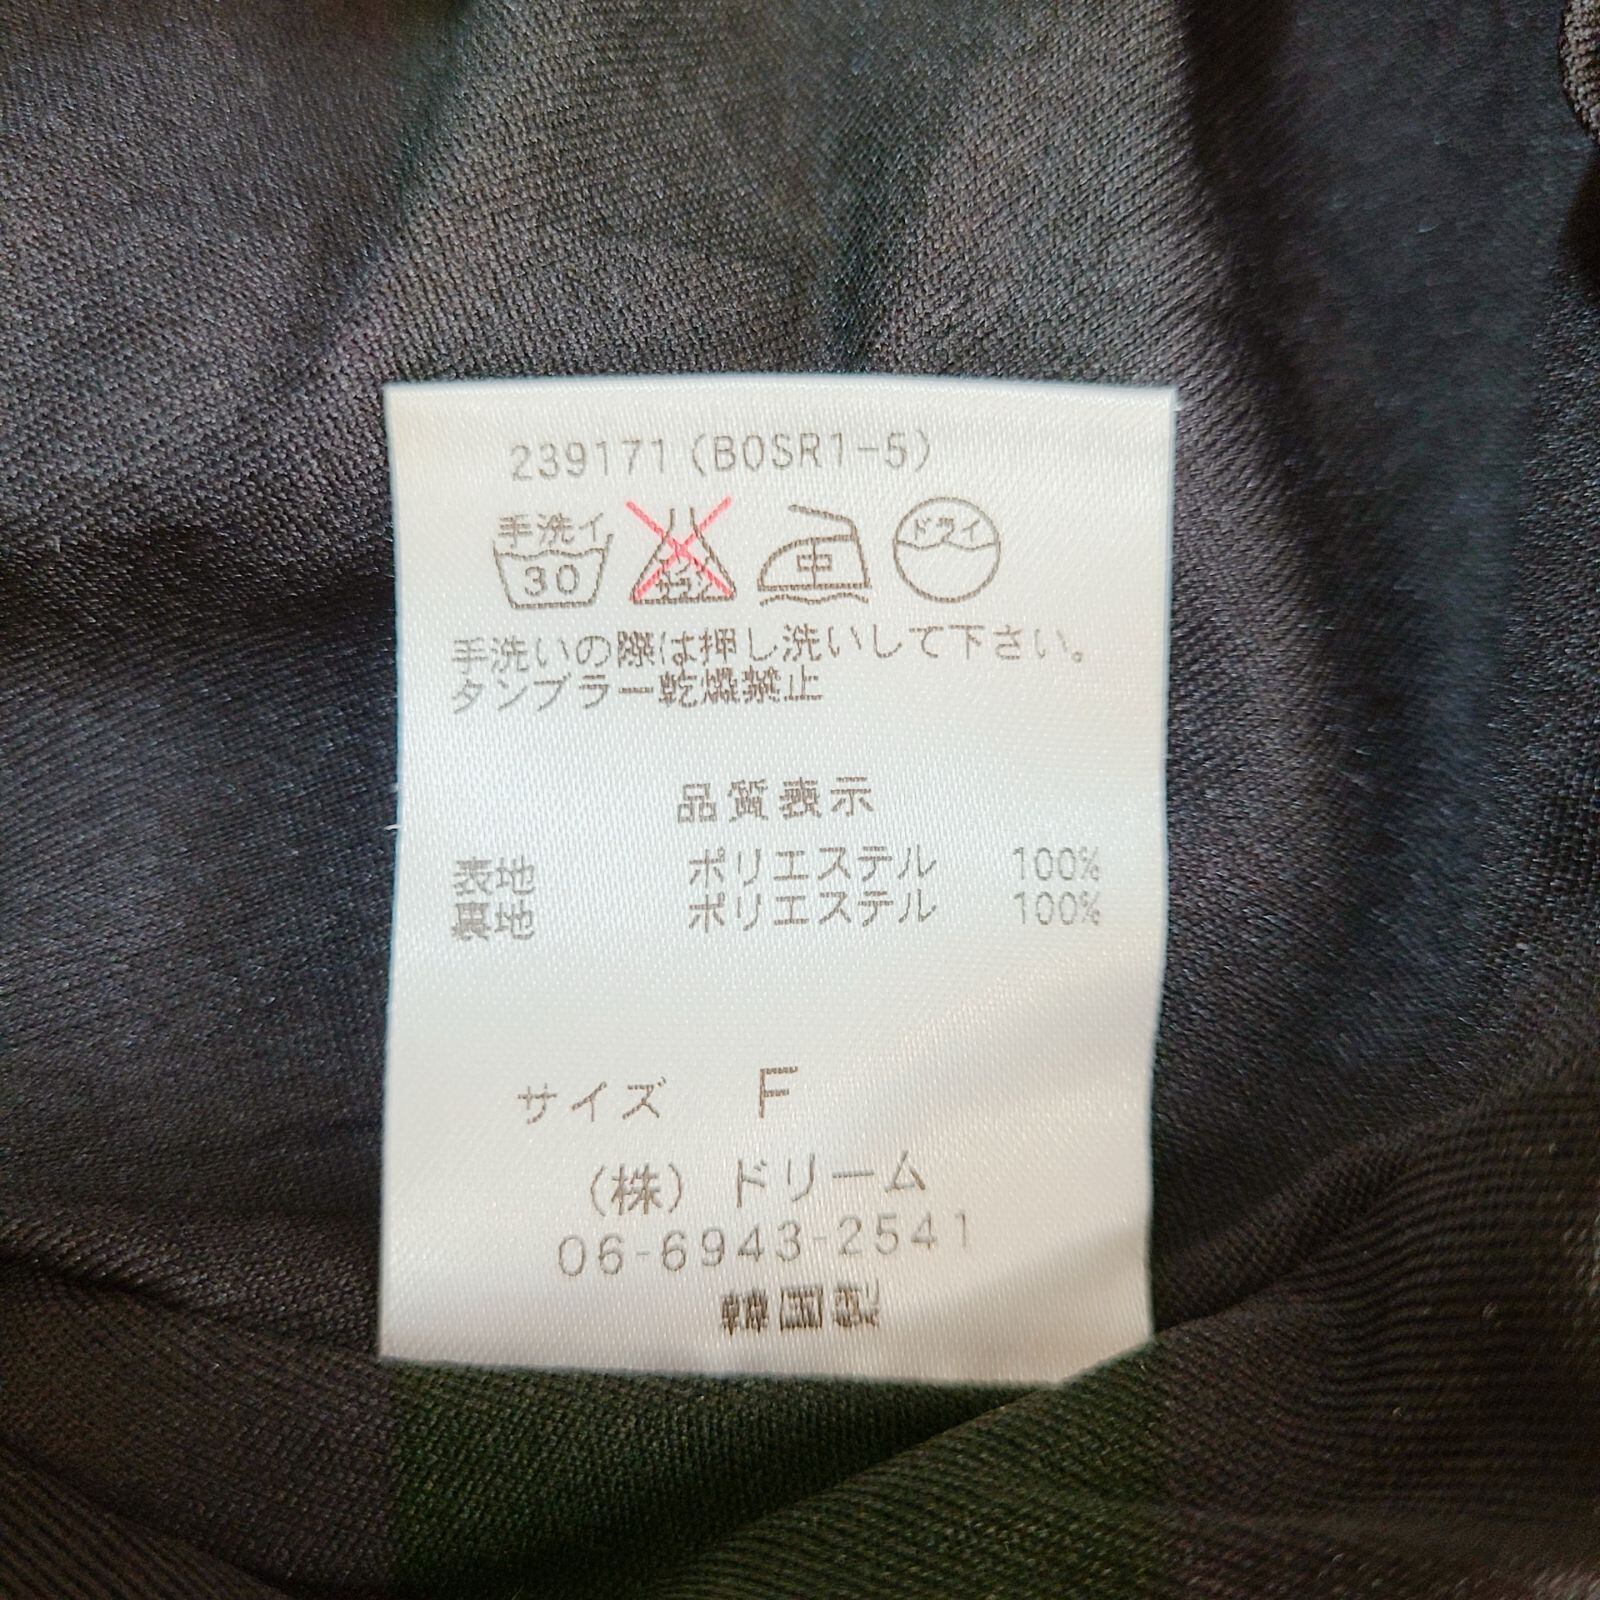 239171(B0SR1-5)
手洗イ 30 サラシ 中 ドライ
手洗いの際は押し洗いして下さい。
タンブラー乾燥禁止
品質表示
表地 ポリエステル 100%
裏地 ポリエステル 100%
サイズ F
(株)ドリーム
06-6943-2541
韓国製